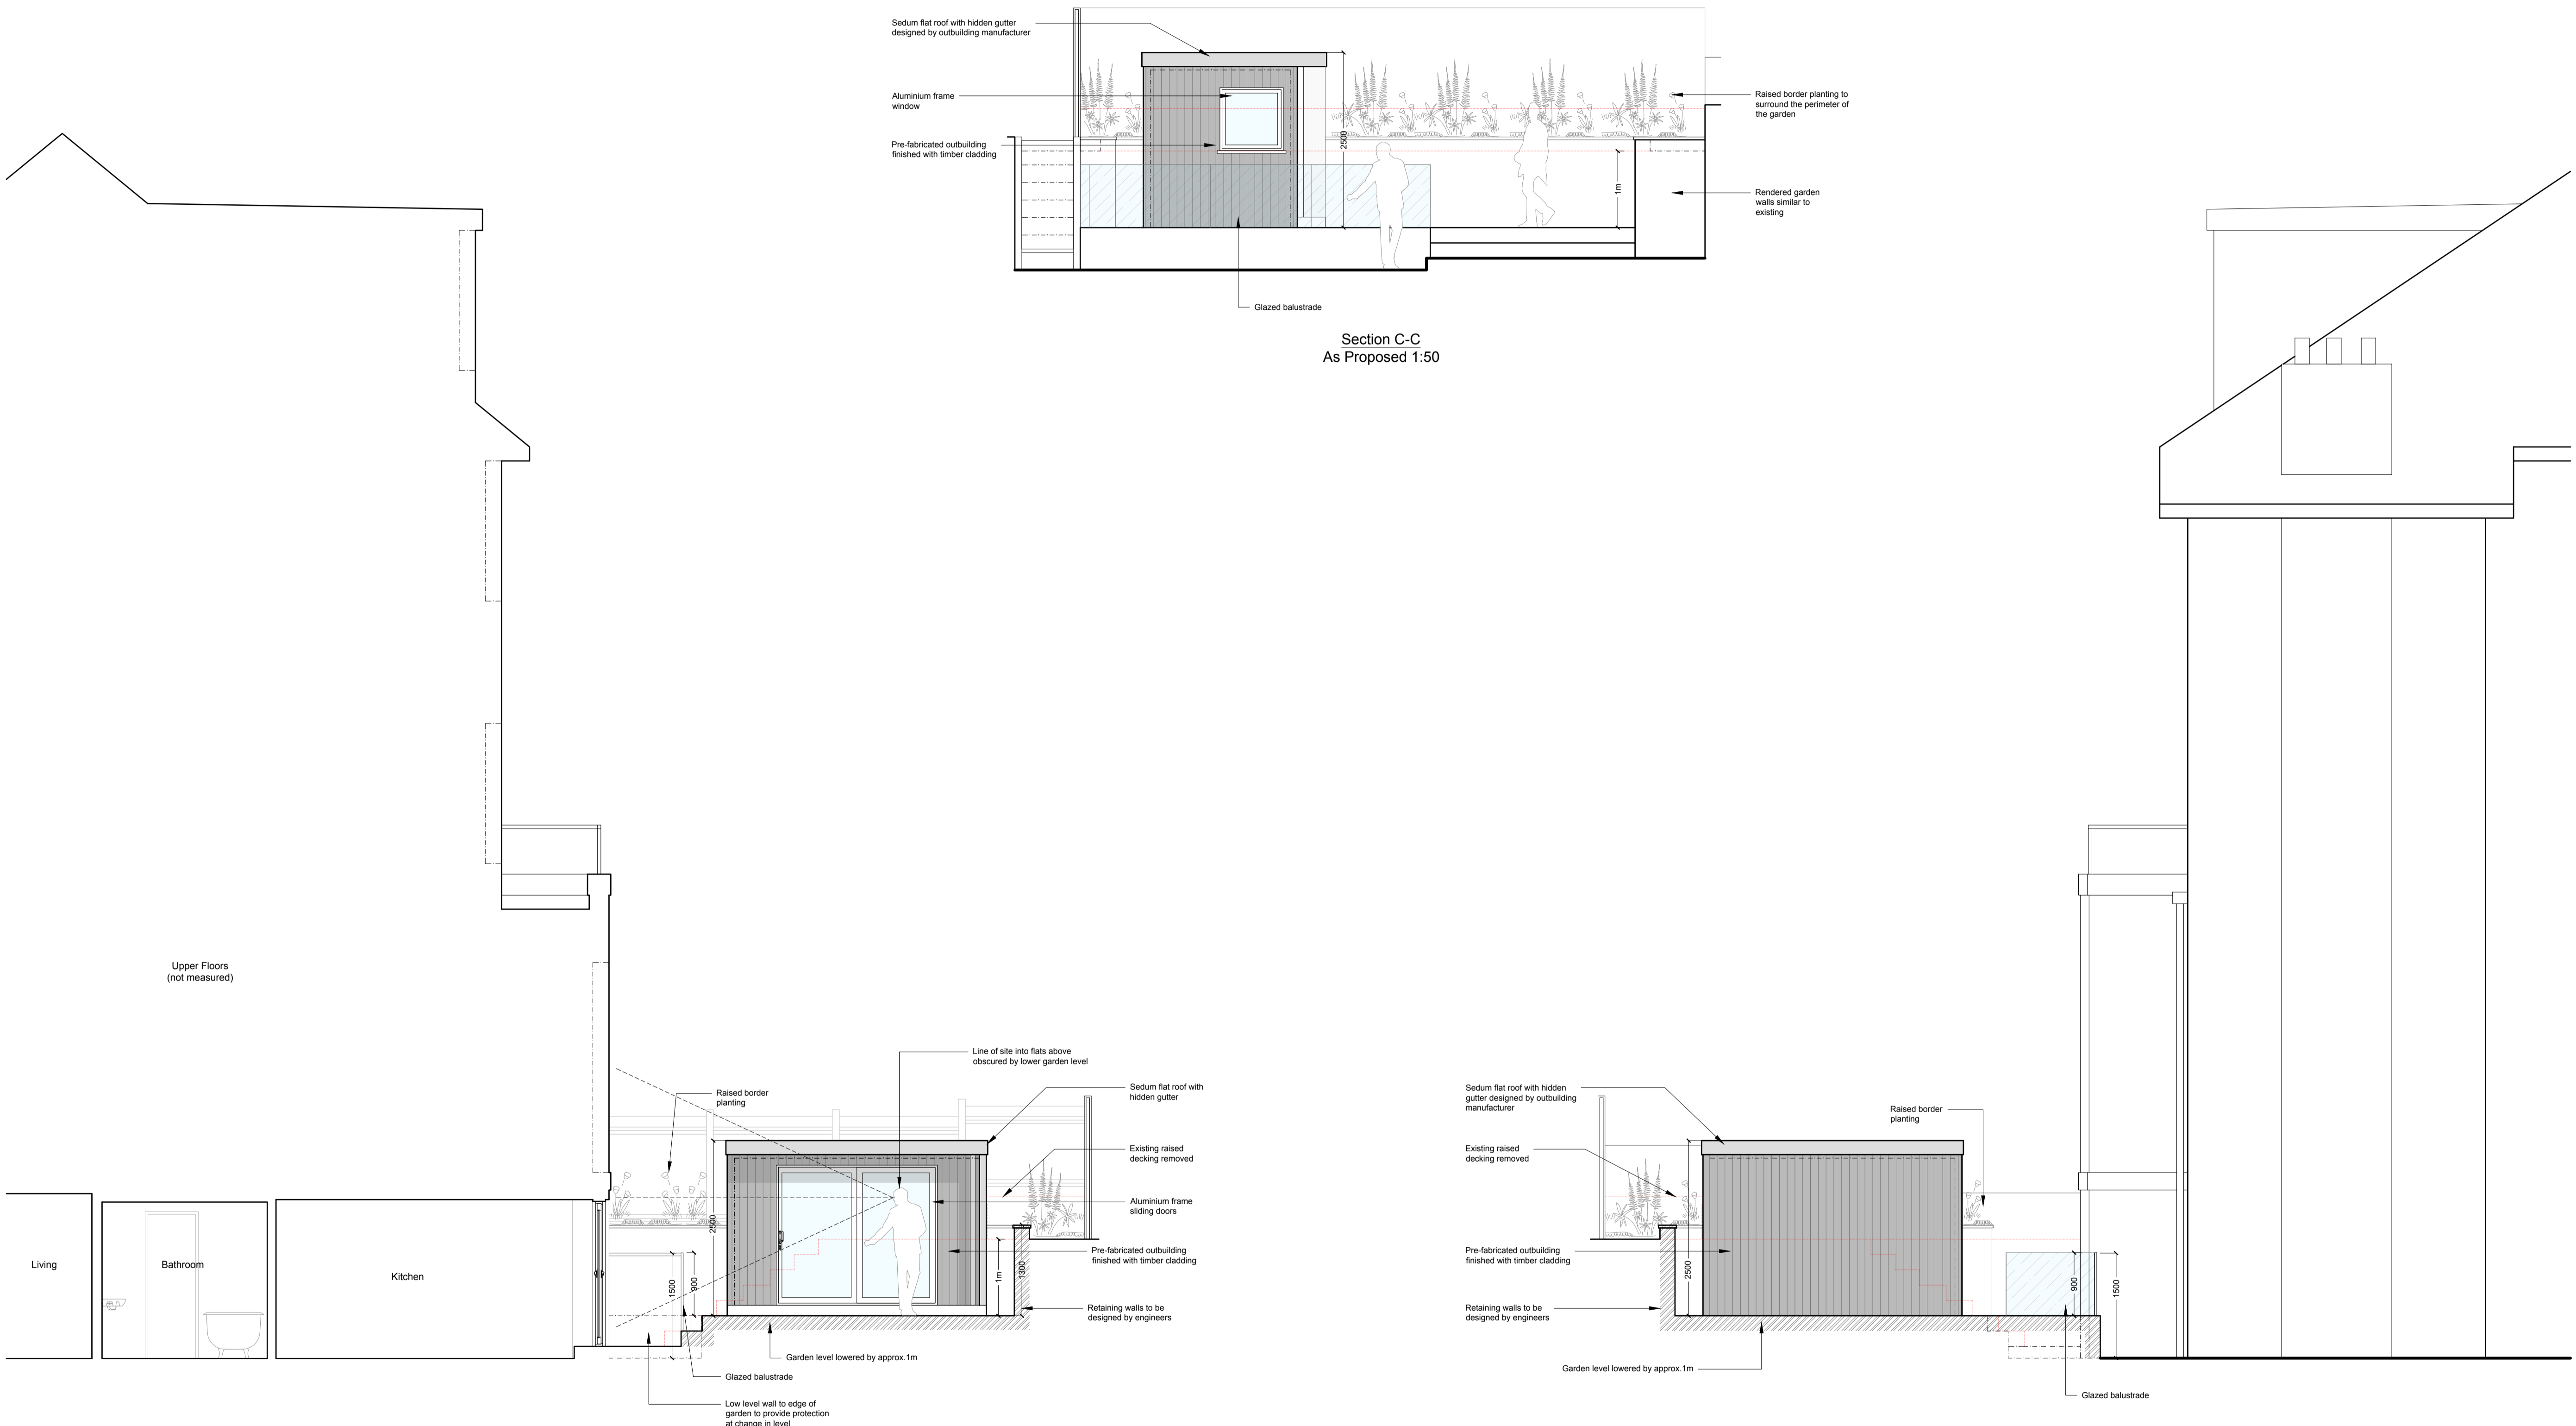 Sedum flat roof with hidden gutter
designed by outbuilding manufacturer
Aluminium frame
window
Pre-fabricated outbuilding
finished with timber cladding
2500
1m
Raised border planting to
surround the perimeter of
the garden
Rendered garden
walls similar to
existing
Glazed balustrade
Section C-C
As Proposed 1:50
Upper Floors
(not measured)
Living
Bathroom
Kitchen
Raised border
planting
Line of site into flats above
obscured by lower garden level
Sedum flat roof with
hidden gutter
Existing raised
decking removed
Aluminium frame
sliding doors
Pre-fabricated outbuilding
finished with timber cladding
Retaining walls to be
designed by engineers
1500
900
2500
1m
1300
Garden level lowered by approx.1m
Glazed balustrade
Low level wall to edge of
garden to provide protection
at change in level
Sedum flat roof with hidden
gutter designed by outbuilding
manufacturer
Existing raised
decking removed
Pre-fabricated outbuilding
finished with timber cladding
Retaining walls to be
designed by engineers
2500
Raised border
planting
900
1500
Garden level lowered by approx.1m
Glazed balustrade